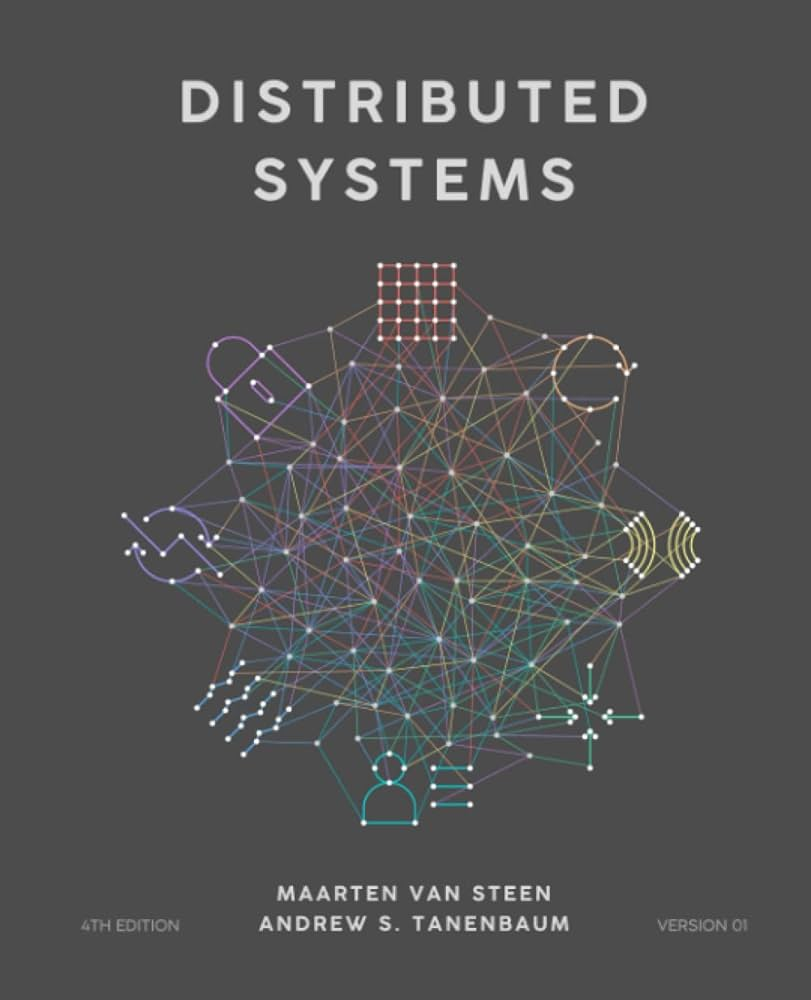 DISTRIBUTED
SYSTEMS
MAARTEN VAN STEEN
4TH EDITION ANDREW S. TANENBAUM VERSION 01